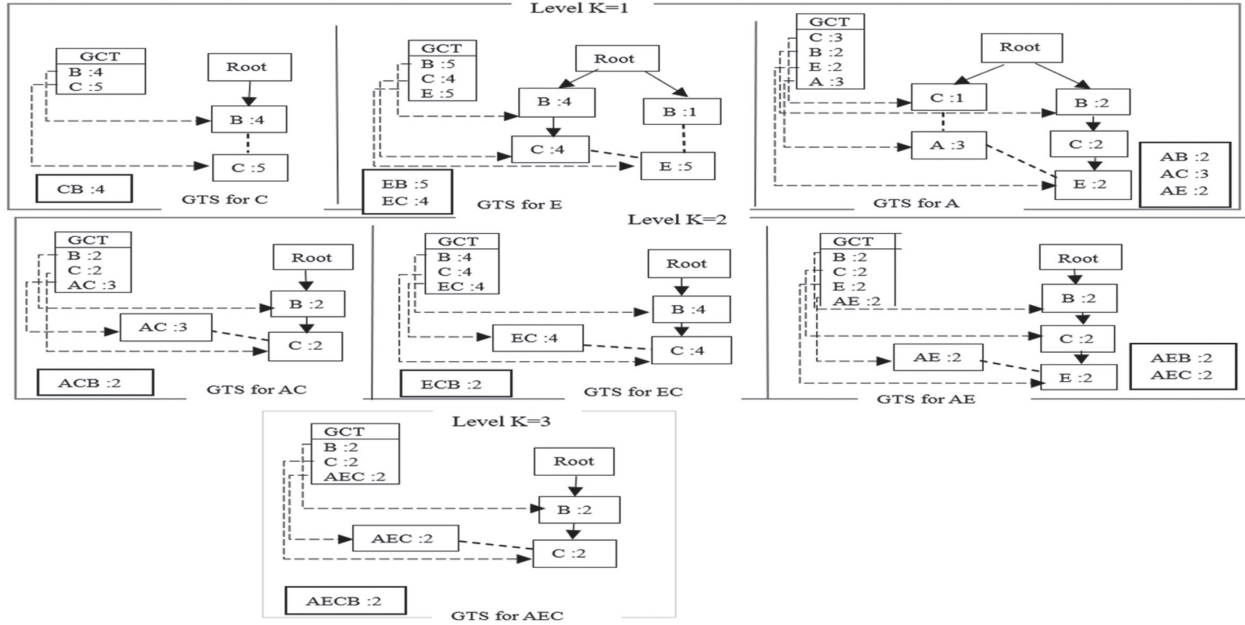 Level K=1
GCT
B :4
C :5
Root
B :4
C :5
CB :4
GTS for C
GCT
B :5
C :4
E :5
Root
B :4
B :1
C :4
E :5
EB :5
EC :4
GTS for E
GCT
C :3
B :2
E :2
A :3
Root
C :1
B :2
A :3
C :2
E :2
AB :2
AC :3
AE :2
GTS for A
Level K=2
GCT
B :2
C :2
AC :3
Root
B :2
AC :3
C :2
ACB :2
GTS for AC
GCT
B :4
C :4
EC :4
Root
B :4
EC :4
C :4
ECB :2
GTS for EC
GCT
B :2
C :2
E :2
AE :2
Root
B :2
C :2
AE :2
E :2
AEB :2
AEC :2
GTS for AE
Level K=3
GCT
B :2
C :2
AEC :2
Root
B :2
AEC :2
C :2
AECB :2
GTS for AEC